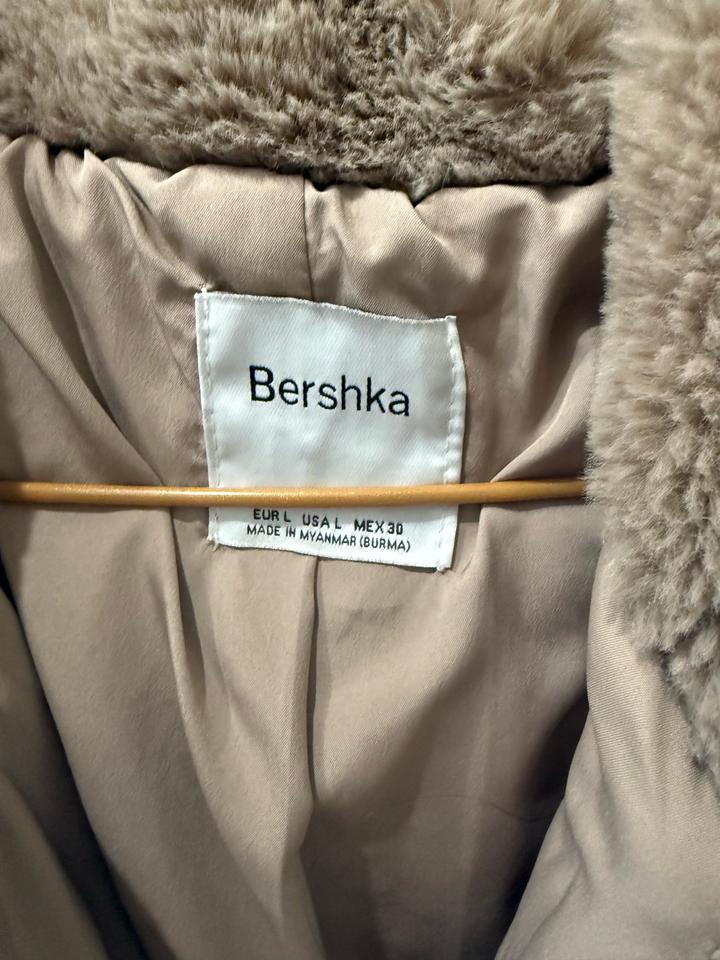 Bershka
EUR L USA L MEX 30
MADE IN MYANMAR (BURMA)